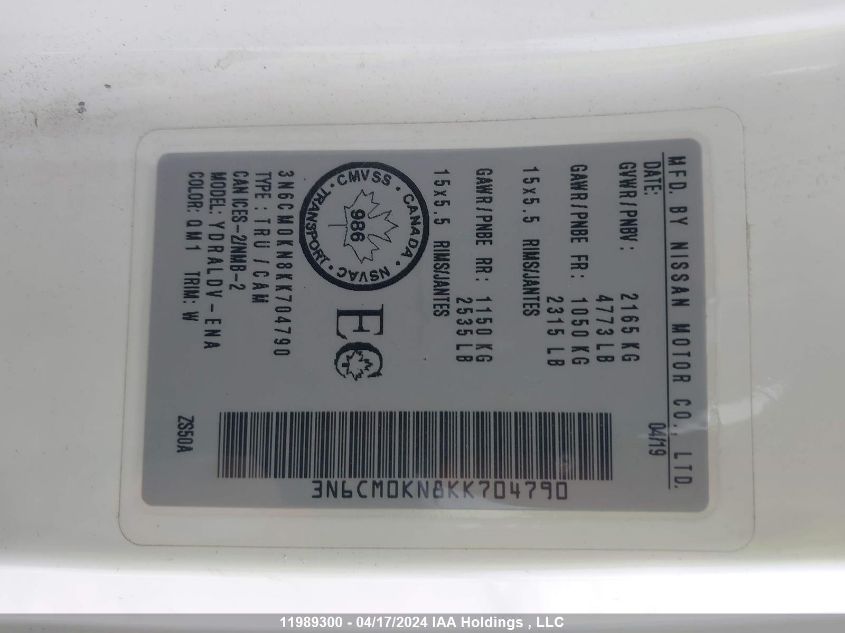 MFD. BY NISSAN MOTOR CO., LTD.
DATE: 04/19
GVWR/PNBV: 2165 KG
4773 LB
GAWR/PNBE FR: 1050 KG
2315 LB
15x5.5 RIMS/JANTES
GAWR/PNBE RR: 1150 KG
2535 LB
15x5.5 RIMS/JANTES
CMVSS · CANADA · NSVAC · TRANSPORT ·
986
EC
3N6CM0KN8KK704790
TYPE: TRU/CAM
CAN ICES-2/NMB-2
MODEL: YDRALDV-ENA
COLOR: QM1 TRIM: W
ZS50A
3N6CM0KN8KK704790
11989300 - 04/17/2024 IAA Holdings , LLC